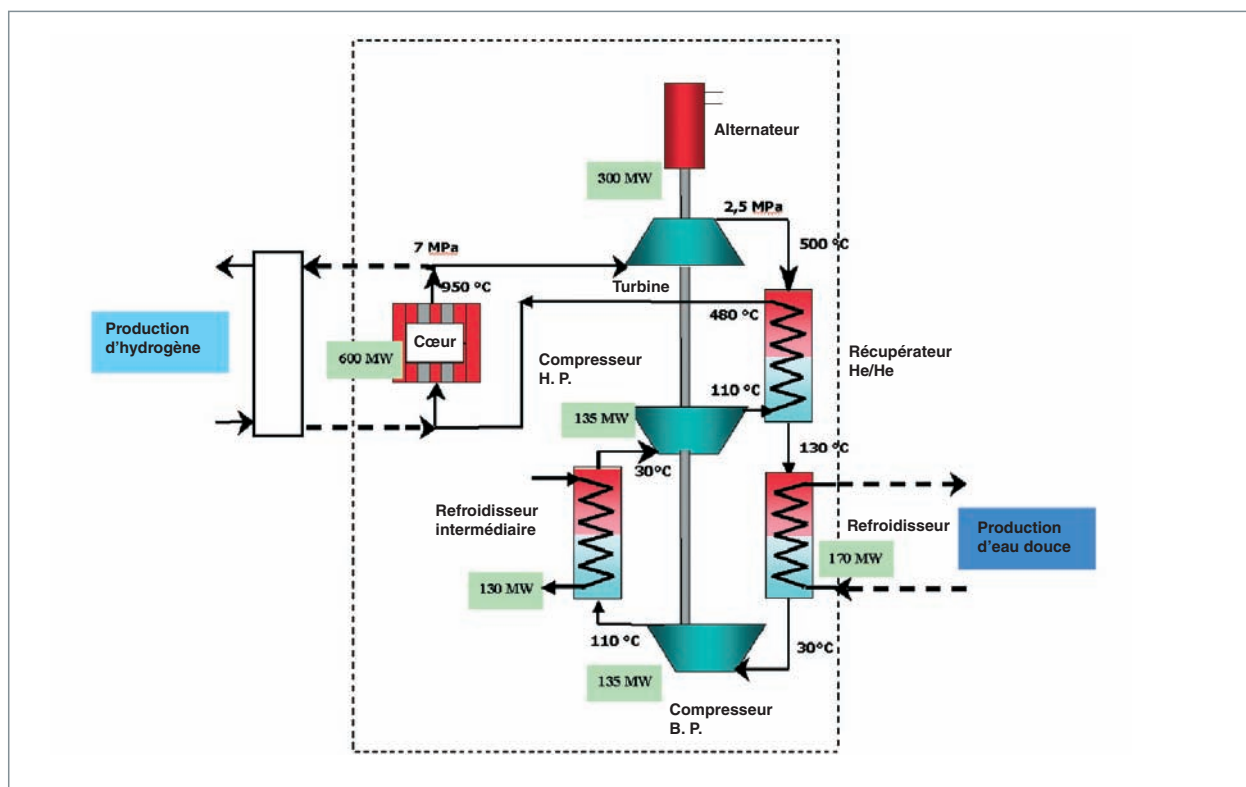 Alternateur
300 MW
2,5 MPa
7 MPa
500 °C
950 °C
Turbine
480 °C
Production
d'hydrogène
Cœur
600 MW
Compresseur
H. P.
Récupérateur
He/He
110 °C
135 MW
130 °C
30°C
Refroidisseur
intermédiaire
Refroidisseur
Production
d'eau douce
170 MW
130 MW
110 °C
30°C
135 MW
Compresseur
B. P.